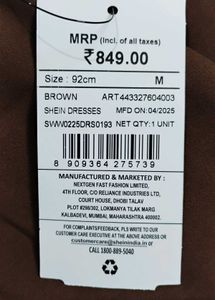 MRP (Incl. of all taxes)
₹849.00
Size : 92cm M
BROWN ART443327604003
SHEIN DRESSES MFD ON:04/2025
SWW0225DRS0193 NET QTY:1 UNIT
8 909364 275739
MANUFACTURED & MARKETED BY:
NEXTGEN FAST FASHION LIMITED,
4TH FLOOR, C/O RELIANCE INDUSTRIES LTD,
COURT HOUSE, DHOBI TALAV
PLOT #298/302, LOKMANYA TILAK MARG
KALBADEVI, MUMBAI, MAHARASHTRA 400002.
FOR COMPLAINTS/FEEDBACK, PLS WRITE TO OUR
CUSTOMER CARE EXECUTIVE AT THE ABOVE ADDRESS OR
customercare@sheinindia.in or
CALL 1800-889-5040